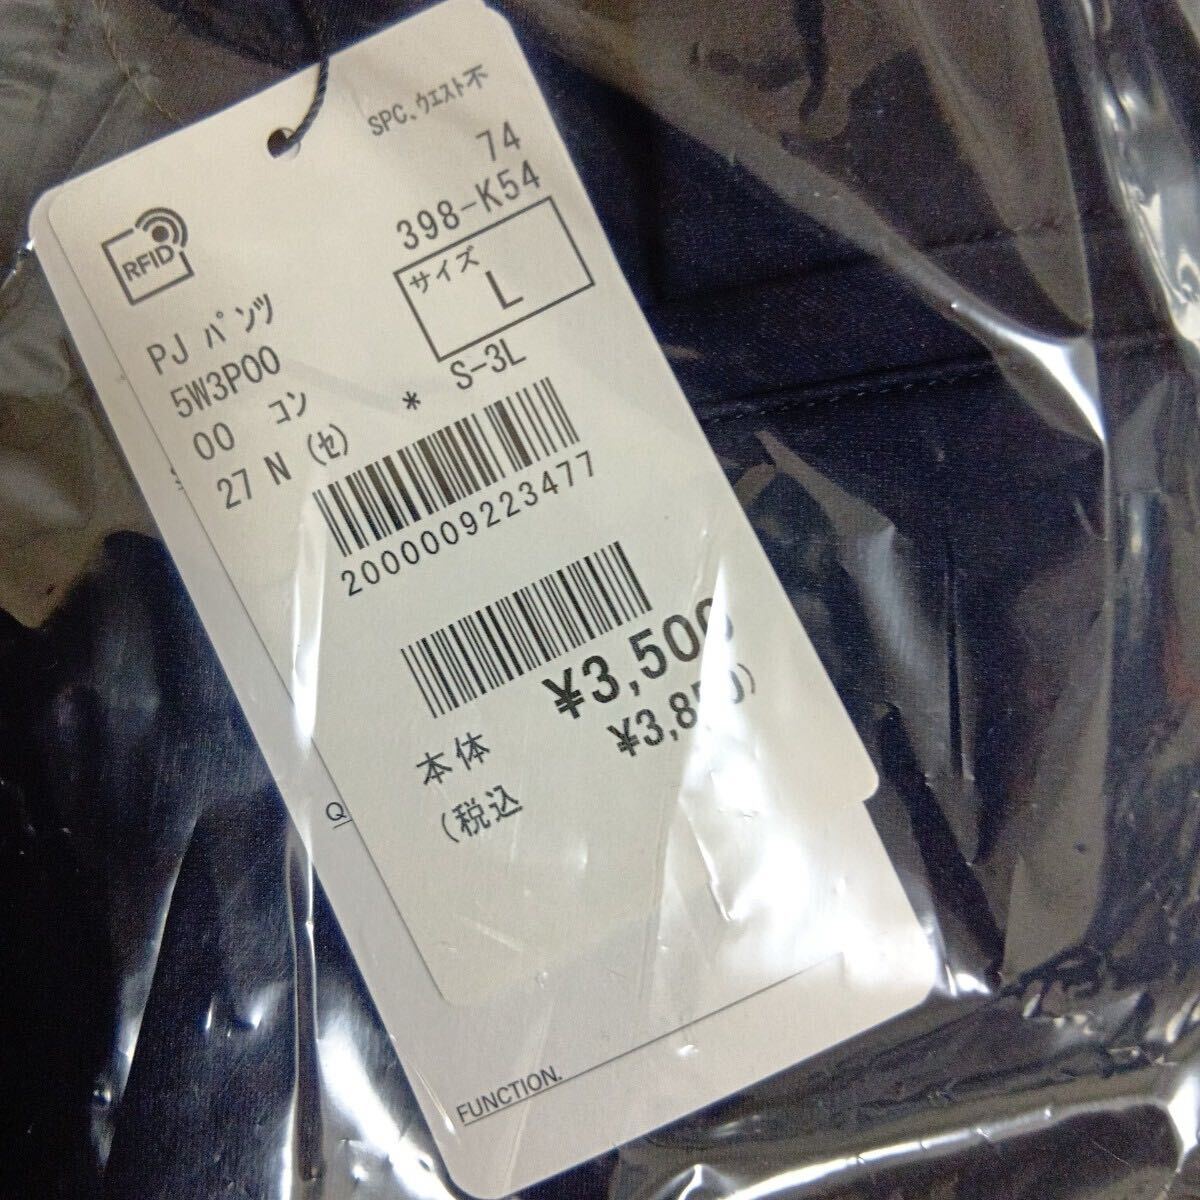 SPC.ウエスト不
74
398-K54
サイズ
L
S-3L
RFID
PJ パンツ
5W3P00
00 コン
27 N (セ) *
2000009223477
本体 ¥3,500
(税込 ¥3,850)
Q
FUNCTION.